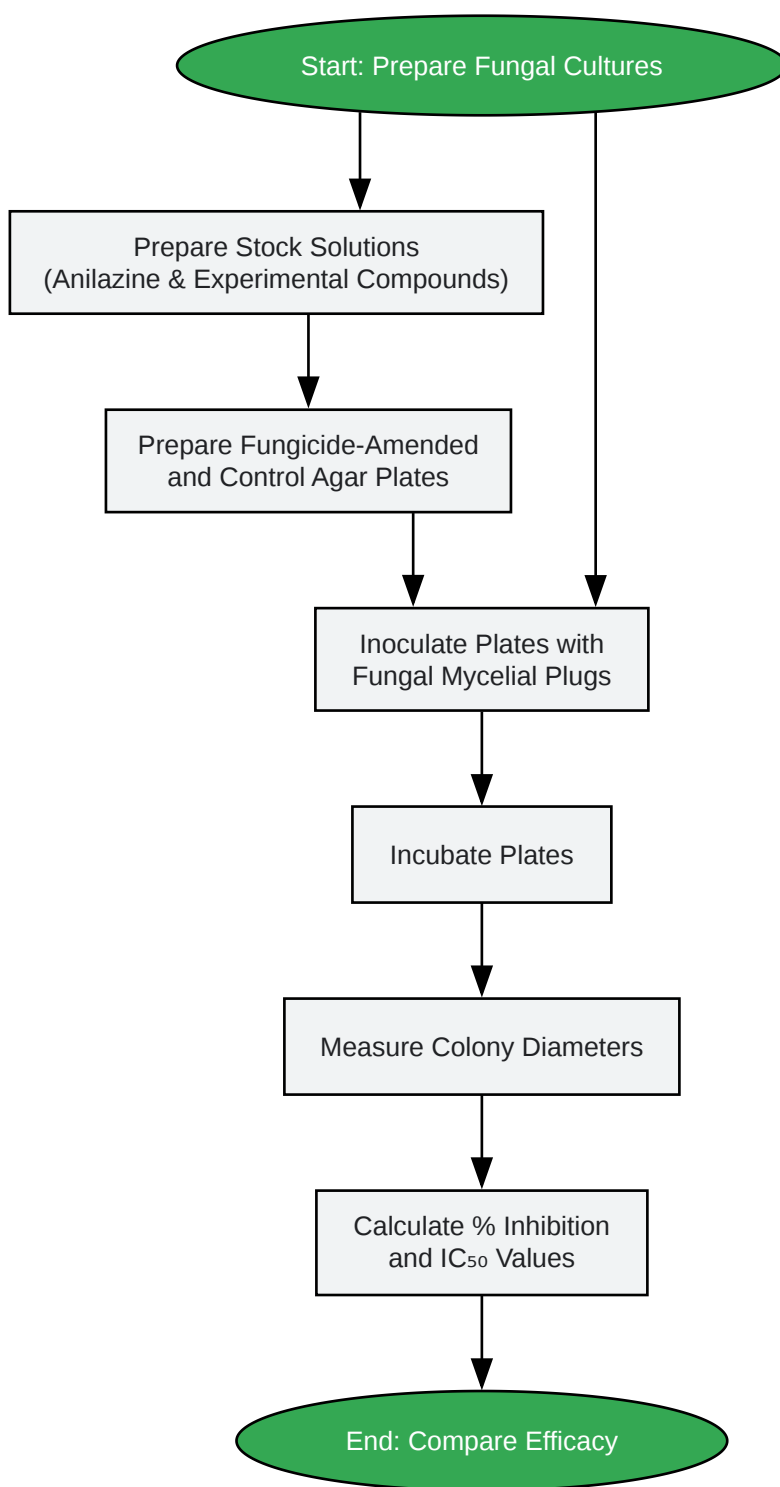 Start: Prepare Fungal Cultures
Prepare Stock Solutions
(Anilazine & Experimental Compounds)
Prepare Fungicide-Amended
and Control Agar Plates
Inoculate Plates with
Fungal Mycelial Plugs
Incubate Plates
Measure Colony Diameters
Calculate % Inhibition
and IC₅₀ Values
End: Compare Efficacy